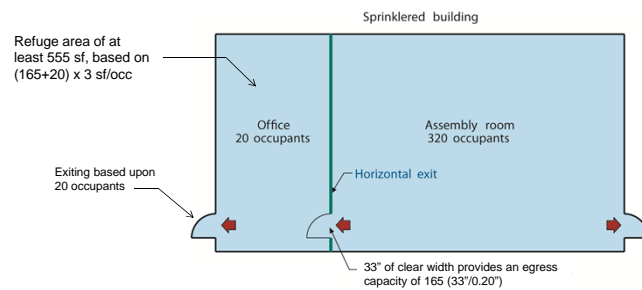 Sprinklered building
Refuge area of at
least 555 sf, based on
(165+20) x 3 sf/occ
Office
20 occupants
Assembly room
320 occupants
Exiting based upon
20 occupants
Horizontal exit
33” of clear width provides an egress
capacity of 165 (33”/0.20”)